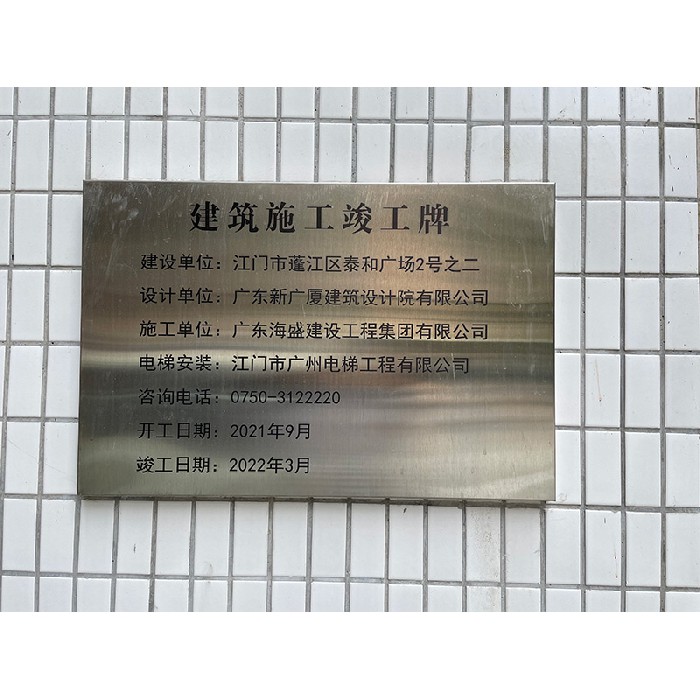 建筑施工竣工牌
建设单位：江门市蓬江区泰和广场2号之二
设计单位：广东新广厦建筑设计院有限公司
施工单位：广东海盛建设工程集团有限公司
电梯安装：江门市广州电梯工程有限公司
咨询电话：0750-3122220
开工日期：2021年9月
竣工日期：2022年3月